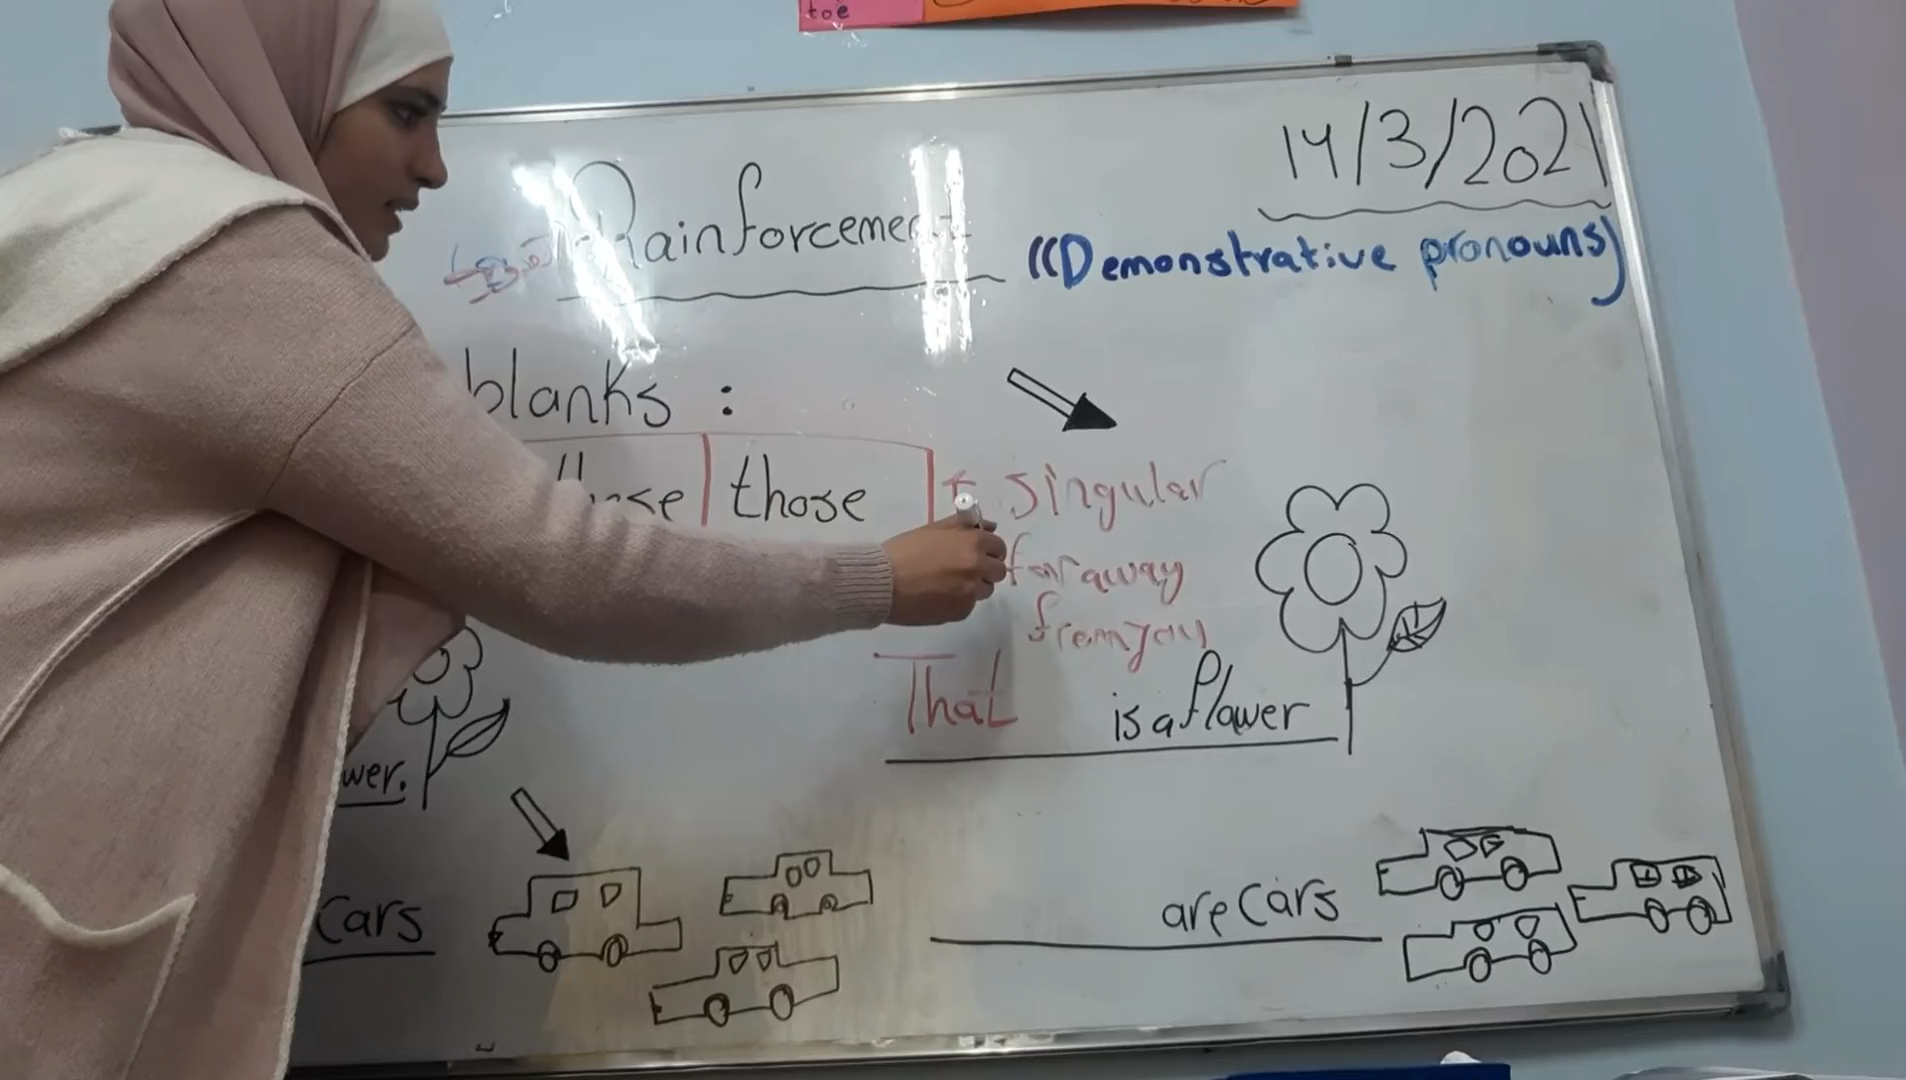 toe
14/3/2021
Rainforcement
((Demonstrative pronouns)
blanks :
those
singular
far away
from you
That is a flower
wer.
Cars
are Cars